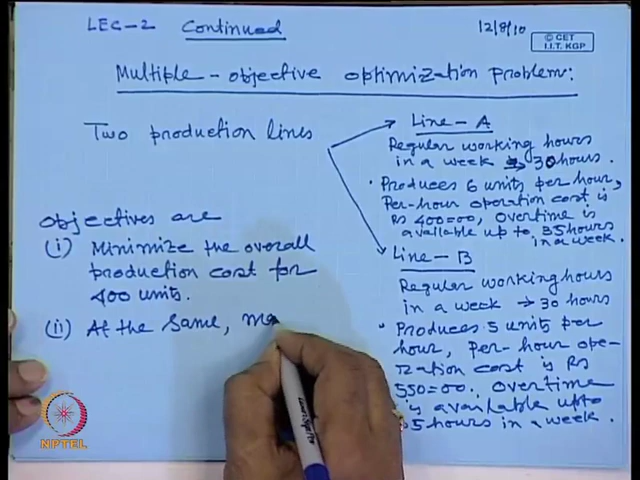 LEC-2 Continued
12/8/10
© CET
I.I.T. KGP
Multiple-objective optimization problem:
Two production lines
Line-A
Regular working hours
in a week → 30 hours.
• Produces 6 units per hour,
Per-hour operation cost is
Rs 400=00, Overtime is
available up to 35 hours
in a week.
Objectives are
(i) Minimize the overall
production cost for
400 units.
(ii) At the same,
Line-B
Regular working hours
in a week → 30 hours
• Produces 5 units per
hour, per-hour ope-
ration cost is Rs
550=00. Overtime
is available upto
5 hours in a week.
NPTEL